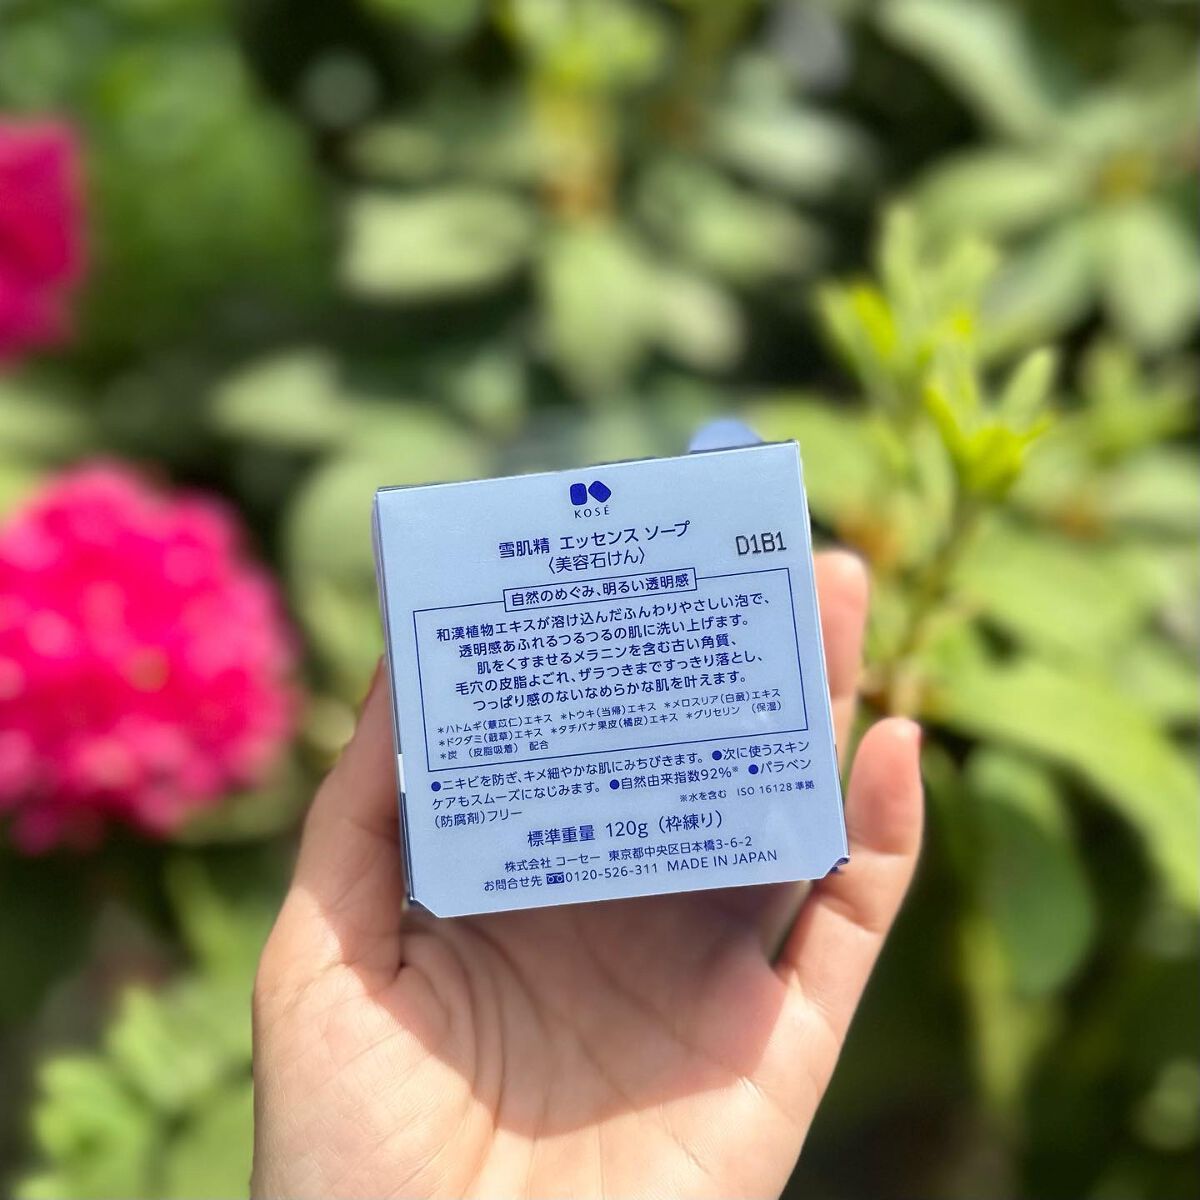 KOSÉ
雪肌精 エッセンス ソープ
〈美容石けん〉
D1B1
自然のめぐみ、明るい透明感
和漢植物エキスが溶け込んだふんわりやさしい泡で、
透明感あふれるつるつるの肌に洗い上げます。
肌をくすませるメラニンを含む古い角質、
毛穴の皮脂よごれ、ザラつきまですっきり落とし、
つっぱり感のないなめらかな肌を叶えます。
*ハトムギ(薏苡仁)エキス *トウキ(当帰)エキス *メロスリア(白蘞)エキス
*ドクダミ(蕺草)エキス *タチバナ果皮(橘皮)エキス *グリセリン (保湿)
*炭 (皮脂吸着) 配合
●ニキビを防ぎ、キメ細やかな肌にみちびきます。 ●次に使うスキン
ケアもスムーズになじみます。 ●自然由来指数92%※ ●パラベン
(防腐剤)フリー
※水を含む ISO 16128 準拠
標準重量 120g (枠練り)
株式会社 コーセー 東京都中央区日本橋3-6-2
お問合せ先 0120-526-311 MADE IN JAPAN